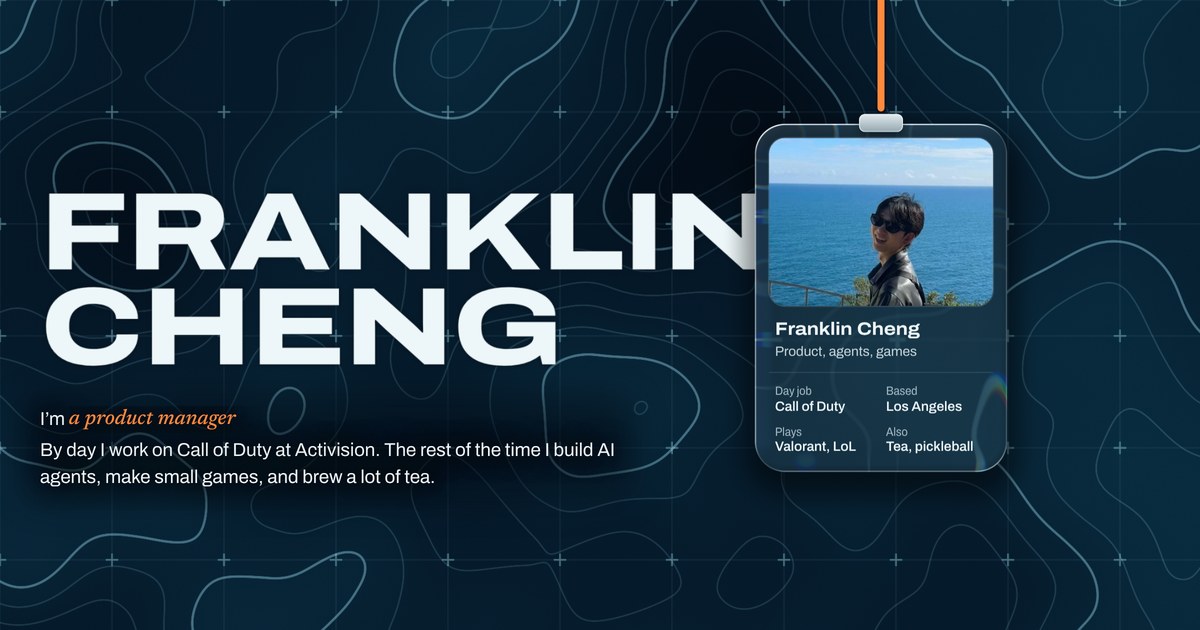 FRANKLIN
CHENG
I'm a product manager
By day I work on Call of Duty at Activision. The rest of the time I build AI
agents, make small games, and brew a lot of tea.
Franklin Cheng
Product, agents, games
Day job
Call of Duty
Based
Los Angeles
Plays
Valorant, LoL
Also
Tea, pickleball